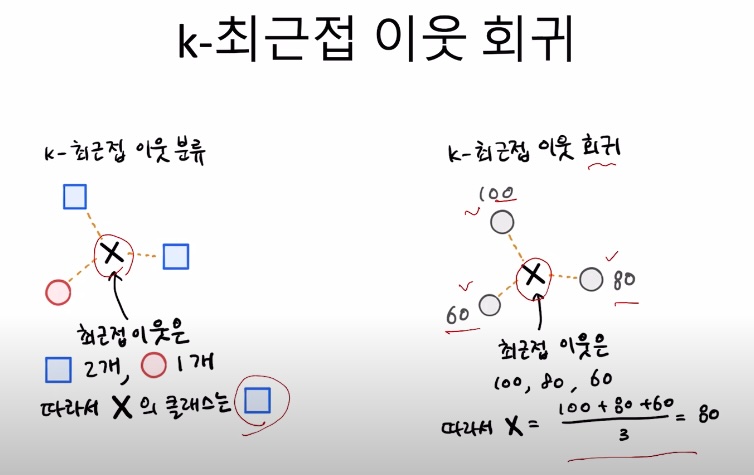 k-최근접 이웃 회귀
k-최근접 이웃 분류
X
최근접 이웃은
2개, 1개
따라서 X의 클래스는
k-최근접 이웃 회귀
100
X
80
60
최근접 이웃은
100, 80, 60
따라서 X = 100 + 80 + 60 / 3 = 80